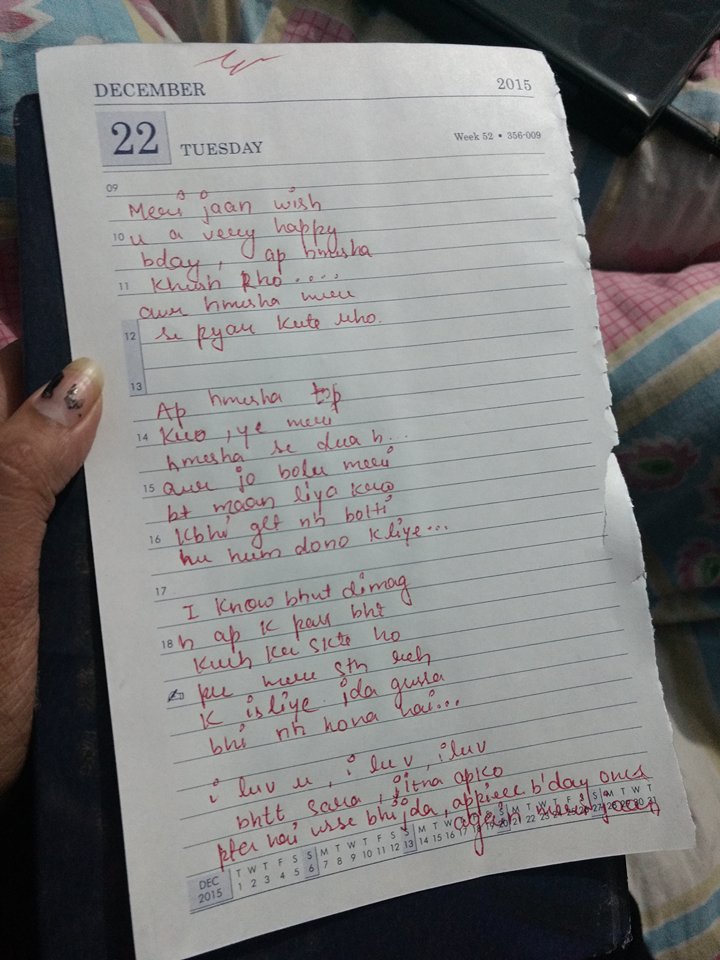 DECEMBER 2015
22 TUESDAY Week 52 • 356-009
09
Meri jaan wish
10 u a very happy
bday, ap hmesha
11 khush Rho....
aur hmesha mere
12 se pyar krte rho.
13
Ap hmesha top
14 kro, ye meri
hmesha se dua h...
15 aur jo bolu meri
bt maan liya kro
16 kbhi glt nh bolti
hu hum dono k liye...
17
I know bhut dimag
18 h ap k pas bht
kuch kr skte ho
pr mere sth reh
k isliye jda gussa
bhi nh hona hai...
i luv u, i luv, i luv
bhtt sara, jitna apko
pta hai usse bhi jda, appieee b'day once
again meri jaan
DEC 2015
T W T F S S M T W T F S S M T W T F S S M T W T F S S M T W T
1 2 3 4 5 6 7 8 9 10 11 12 13 14 15 16 17 18 19 20 21 22 23 24 25 26 27 28 29 30 31